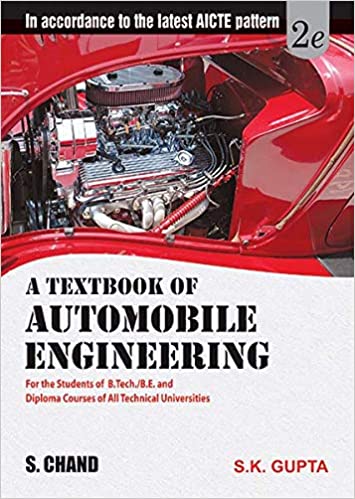 In accordance to the latest AICTE pattern
2e
A TEXTBOOK OF
AUTOMOBILE
ENGINEERING
For the Students of B.Tech./B.E. and
Diploma Courses of All Technical Universities
S. CHAND
S.K. GUPTA